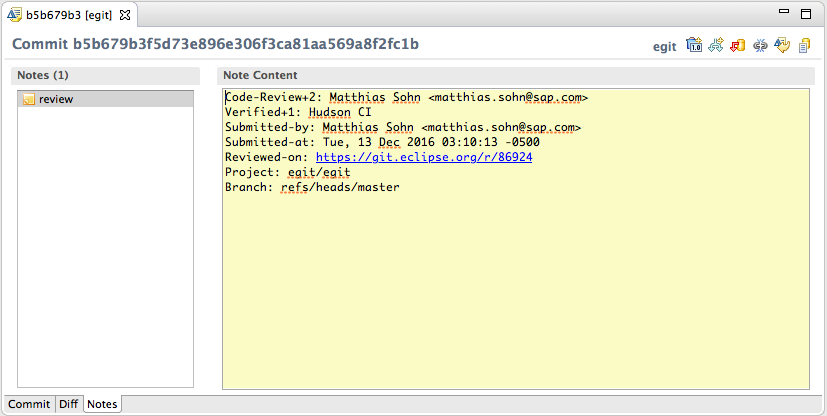 b5b679b3 [egit]
Commit b5b679b3f5d73e896e306f3ca81aa569a8f2fc1b
egit
1.0
Notes (1)
review
Note Content
Code-Review+2: Matthias Sohn <matthias.sohn@sap.com>
Verified+1: Hudson CI
Submitted-by: Matthias Sohn <matthias.sohn@sap.com>
Submitted-at: Tue, 13 Dec 2016 03:10:13 -0500
Reviewed-on: https://git.eclipse.org/r/86924
Project: egit/egit
Branch: refs/heads/master
Commit Diff Notes